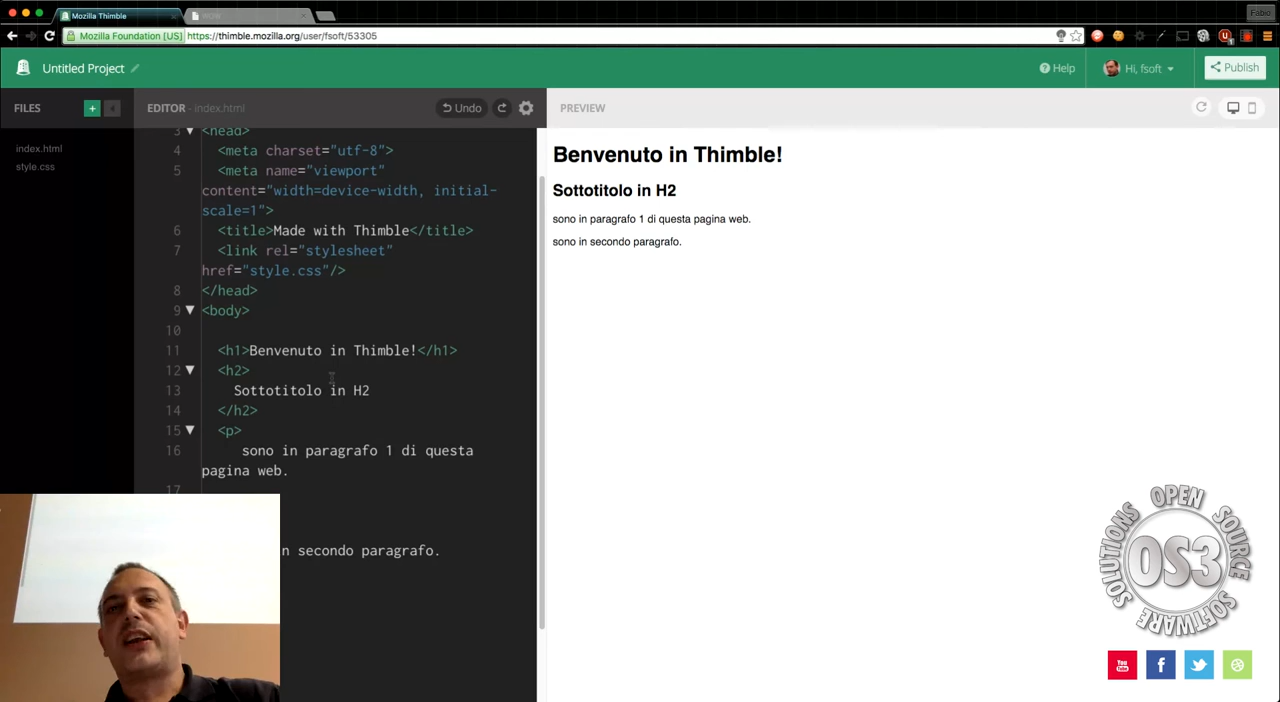 Mozilla Thimble
WOW
Fabio
Mozilla Foundation [US] https://thimble.mozilla.org/user/fsoft/53305
Untitled Project
Help
Hi, fsoft
Publish
FILES
EDITOR - index.html
Undo
PREVIEW
index.html
style.css
3 <head>
4 <meta charset="utf-8">
5 <meta name="viewport"
content="width=device-width, initial-
scale=1">
6 <title>Made with Thimble</title>
7 <link rel="stylesheet"
href="style.css"/>
8 </head>
9 <body>
10
11 <h1>Benvenuto in Thimble!</h1>
12 <h2>
13 Sottotitolo in H2
14 </h2>
15 <p>
16 sono in paragrafo 1 di questa
pagina web.
17
n secondo paragrafo.
Benvenuto in Thimble!
Sottotitolo in H2
sono in paragrafo 1 di questa pagina web.
sono in secondo paragrafo.
SOLUTIONS OPEN SOURCE SOFTWARE
OS3
You Tube